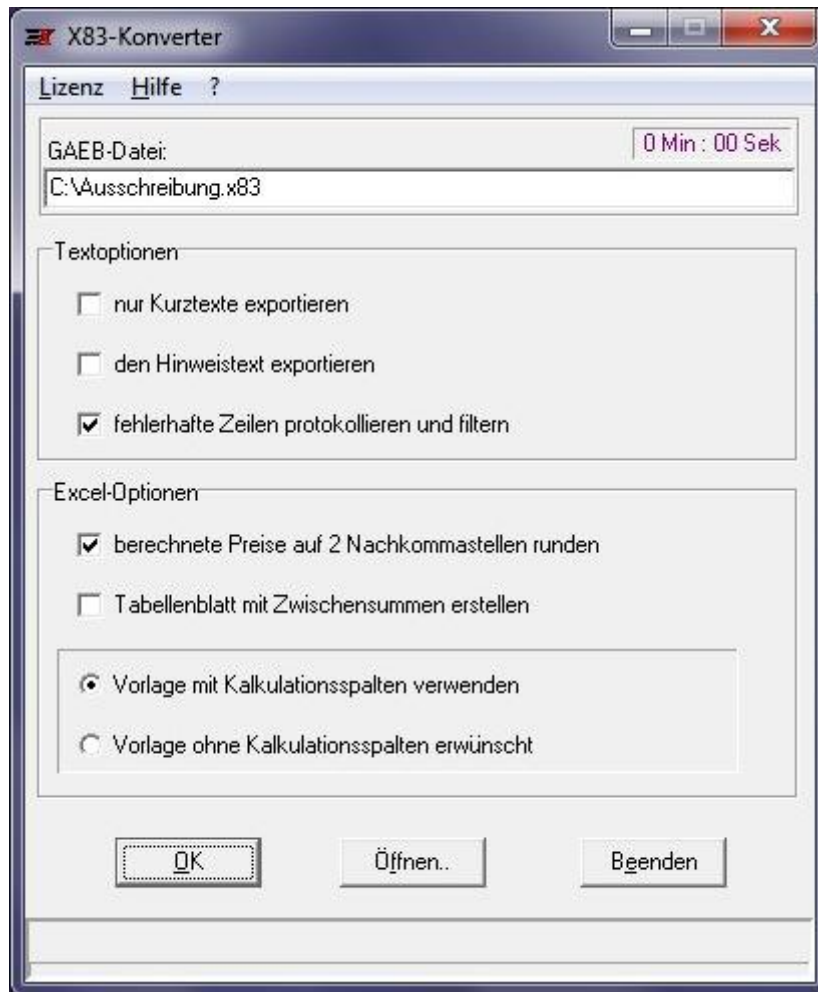 X83-Konverter
Lizenz Hilfe ?
GAEB-Datei:
0 Min : 00 Sek
C:\Ausschreibung.x83
Textoptionen
nur Kurztexte exportieren
den Hinweistext exportieren
fehlerhafte Zeilen protokollieren und filtern
Excel-Optionen
berechnete Preise auf 2 Nachkommastellen runden
Tabellenblatt mit Zwischensummen erstellen
Vorlage mit Kalkulationsspalten verwenden
Vorlage ohne Kalkulationsspalten erwünscht
OK Öffnen.. Beenden